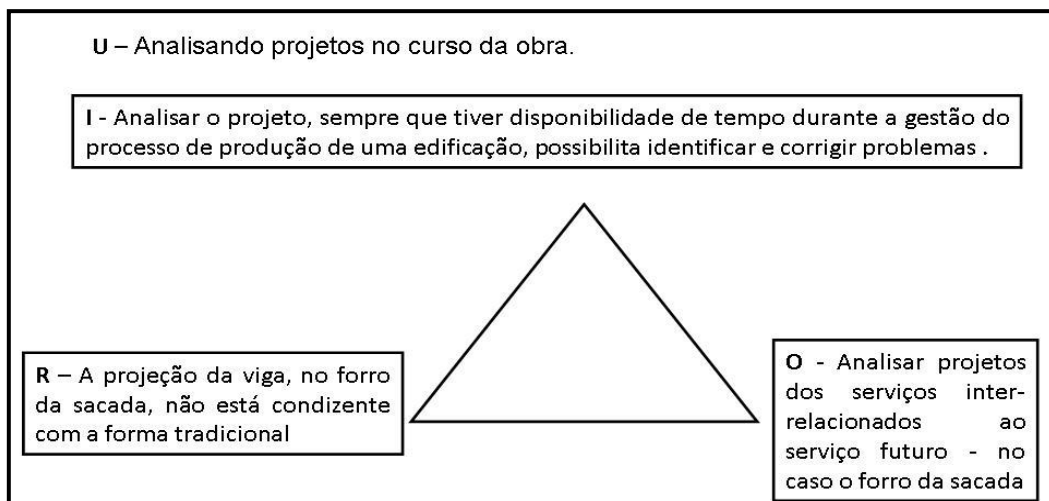 U – Analisando projetos no curso da obra.
I - Analisar o projeto, sempre que tiver disponibilidade de tempo durante a gestão do
processo de produção de uma edificação, possibilita identificar e corrigir problemas .
R – A projeção da viga, no forro
da sacada, não está condizente
com a forma tradicional
O - Analisar projetos
dos serviços inter-
relacionados ao
serviço futuro - no
caso o forro da sacada